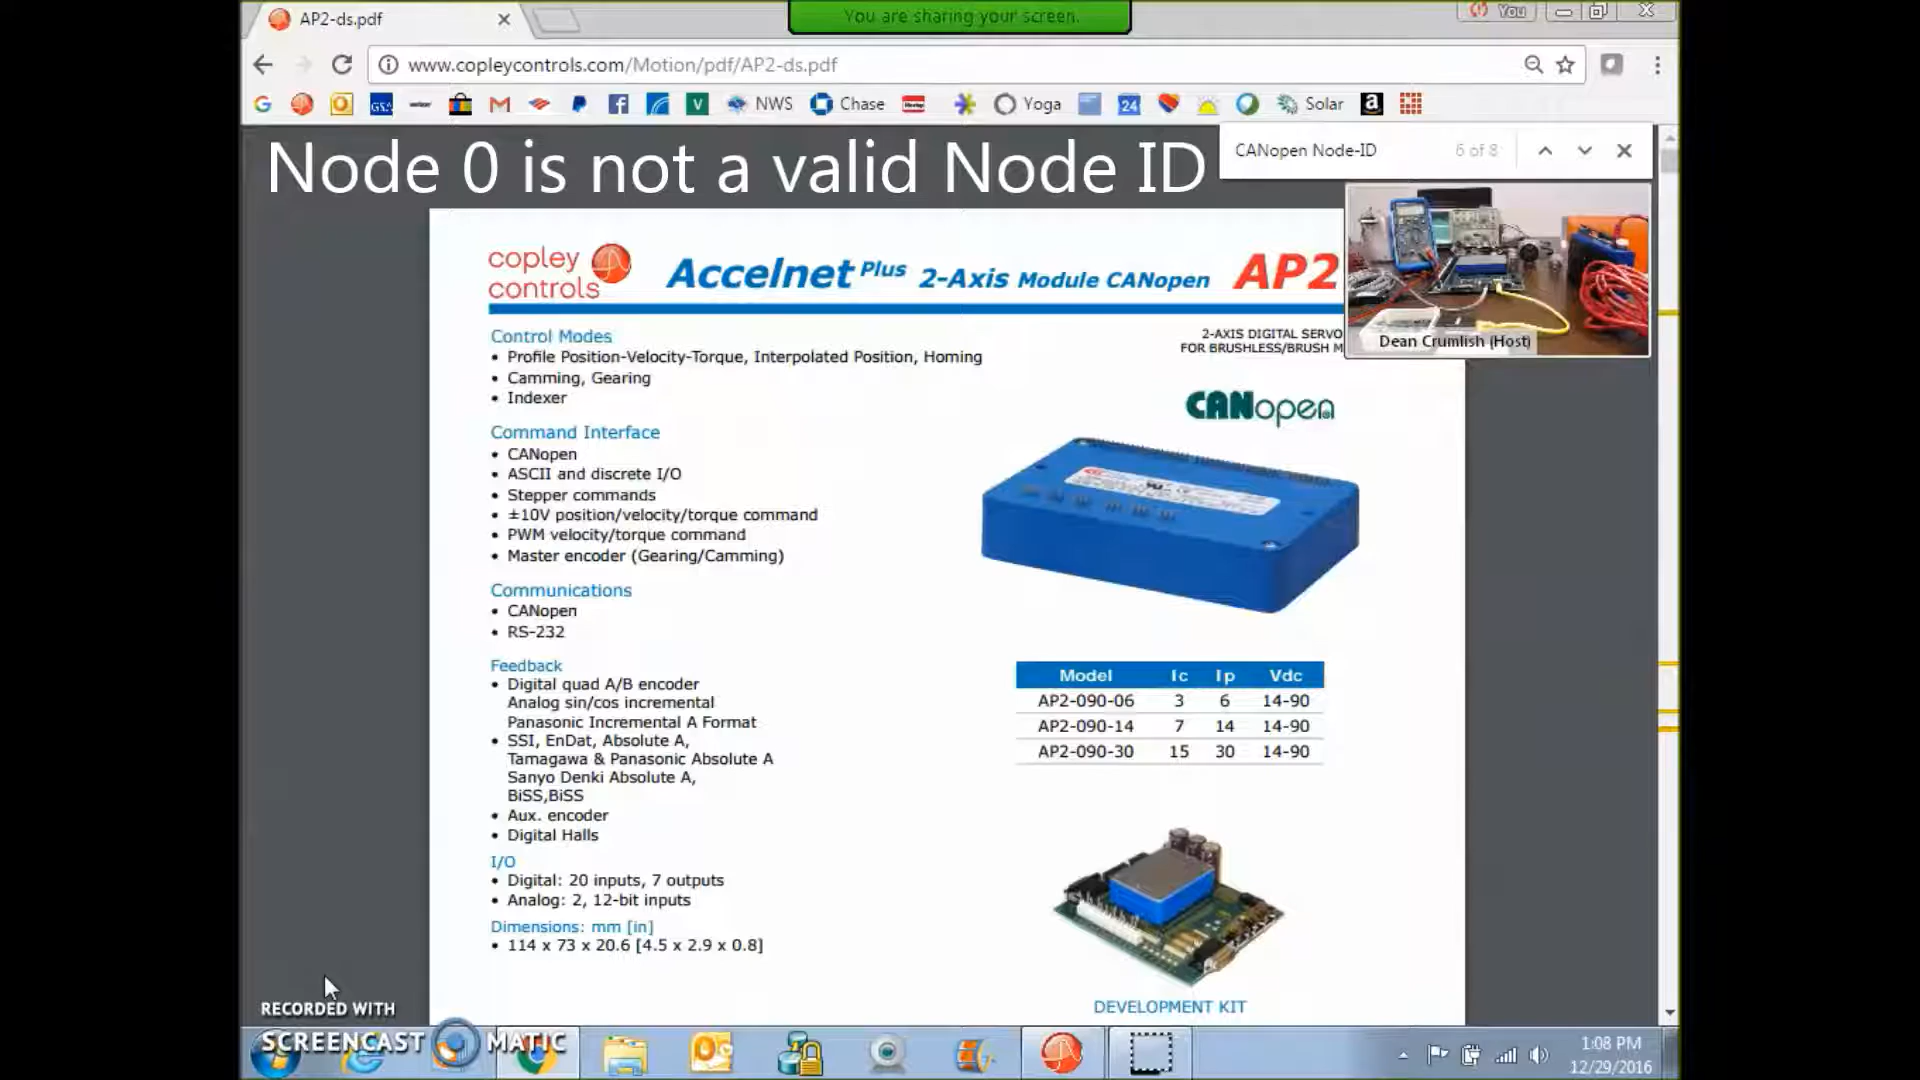 AP2-ds.pdf
You are sharing your screen.
You
www.copleycontrols.com/Motion/pdf/AP2-ds.pdf
NWS
Chase
Yoga
24
Solar
Node 0 is not a valid Node ID
CANopen Node-ID
6 of 8
copley
controls
Accelnet Plus 2-Axis Module CANopen AP2
Dean Crumlish (Host)
Control Modes
• Profile Position-Velocity-Torque, Interpolated Position, Homing
• Camming, Gearing
• Indexer
2-AXIS DIGITAL SERVO
FOR BRUSHLESS/BRUSH M
CANopen
Command Interface
• CANopen
• ASCII and discrete I/O
• Stepper commands
• ±10V position/velocity/torque command
• PWM velocity/torque command
• Master encoder (Gearing/Camming)
Communications
• CANopen
• RS-232
Feedback
• Digital quad A/B encoder
Analog sin/cos incremental
Panasonic Incremental A Format
• SSI, EnDat, Absolute A,
Tamagawa & Panasonic Absolute A
Sanyo Denki Absolute A,
BiSS,BiSS
• Aux. encoder
• Digital Halls
I/O
• Digital: 20 inputs, 7 outputs
• Analog: 2, 12-bit inputs
Dimensions: mm [in]
• 114 x 73 x 20.6 [4.5 x 2.9 x 0.8]
Model Ic Ip Vdc
AP2-090-06 3 6 14-90
AP2-090-14 7 14 14-90
AP2-090-30 15 30 14-90
DEVELOPMENT KIT
RECORDED WITH
SCREENCAST MATIC
1:08 PM
12/29/2016